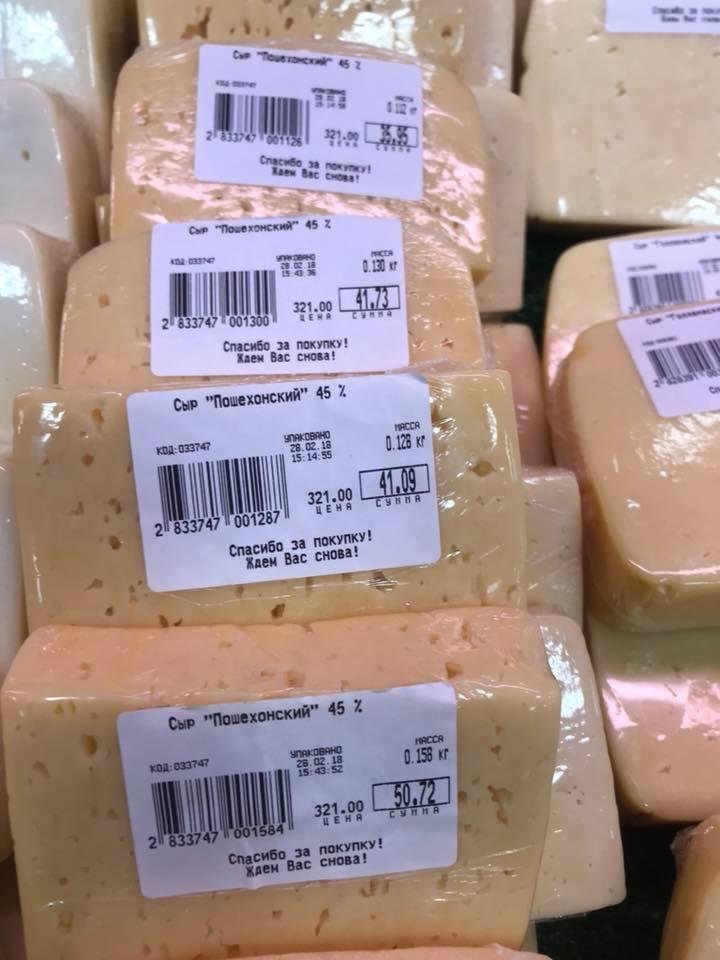 Сыр "Пошехонский" 45 %
КОД:033747
УПАКОВАНО
28.02.18
МАССА
0.112 кг
2 833747 001126
321.00
35.95
ЦЕНА
СУММА
Спасибо за покупку!
Ждем Вас снова!
Сыр "Пошехонский" 45 %
КОД:033747
УПАКОВАНО
28.02.18
15:43:36
МАССА
0.130 кг
2 833747 001300
321.00
41.73
ЦЕНА
СУММА
Спасибо за покупку!
Ждем Вас снова!
Сыр "Пошехонский" 45 %
КОД:033747
УПАКОВАНО
28.02.18
15:14:55
МАССА
0.128 кг
2 833747 001287
321.00
41.09
ЦЕНА
СУММА
Спасибо за покупку!
Ждем Вас снова!
Сыр "Пошехонский" 45 %
КОД:033747
УПАКОВАНО
28.02.18
15:43:52
МАССА
0.158 кг
2 833747 001584
321.00
50.72
ЦЕНА
СУММА
Спасибо за покупку!
Ждем Вас снова!
Сыр
Сыр